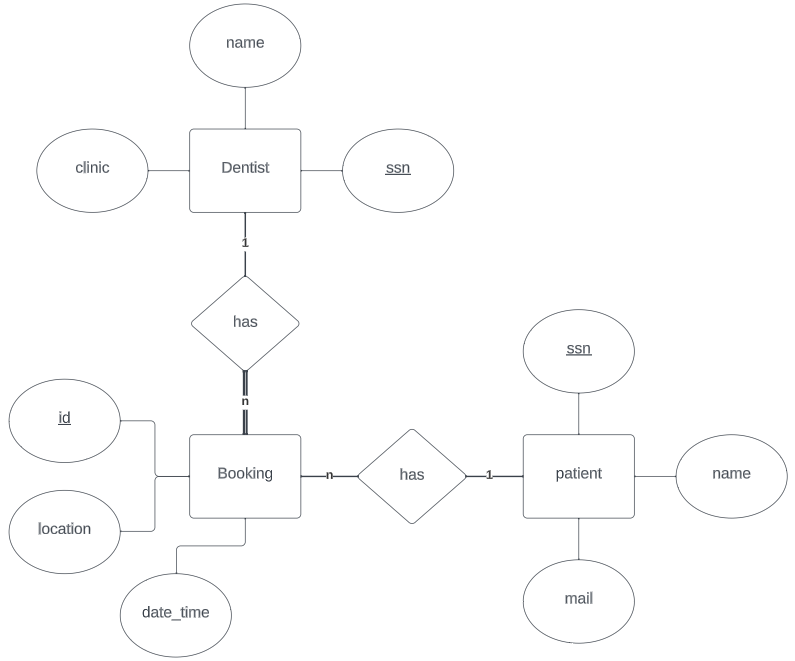 name
clinic
Dentist
ssn
1
has
ssn
n
id
Booking
n
has
1
patient
name
location
mail
date_time